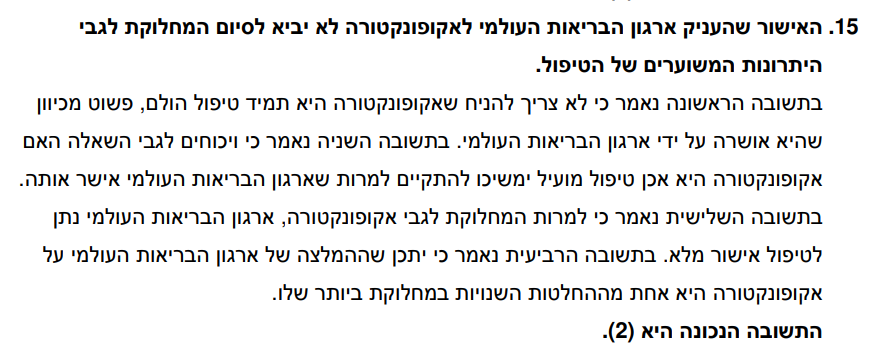 15. האישור שהעניק ארגון הבריאות העולמי לאקופונקטורה לא יביא לסיום המחלוקת לגבי
היתרונות המשוערים של הטיפול.
בתשובה הראשונה נאמר כי לא צריך להניח שאקופונקטורה היא תמיד טיפול הולם, פשוט מכיוון
שהיא אושרה על ידי ארגון הבריאות העולמי. בתשובה השניה נאמר כי ויכוחים לגבי השאלה האם
אקופונקטורה היא אכן טיפול מועיל ימשיכו להתקיים למרות שארגון הבריאות העולמי אישר אותה.
בתשובה השלישית נאמר כי למרות המחלוקת לגבי אקופונקטורה, ארגון הבריאות העולמי נתן
לטיפול אישור מלא. בתשובה הרביעית נאמר כי יתכן שההמלצה של ארגון הבריאות העולמי על
אקופונקטורה היא אחת מההחלטות השנויות במחלוקת ביותר שלו.
התשובה הנכונה היא (2).